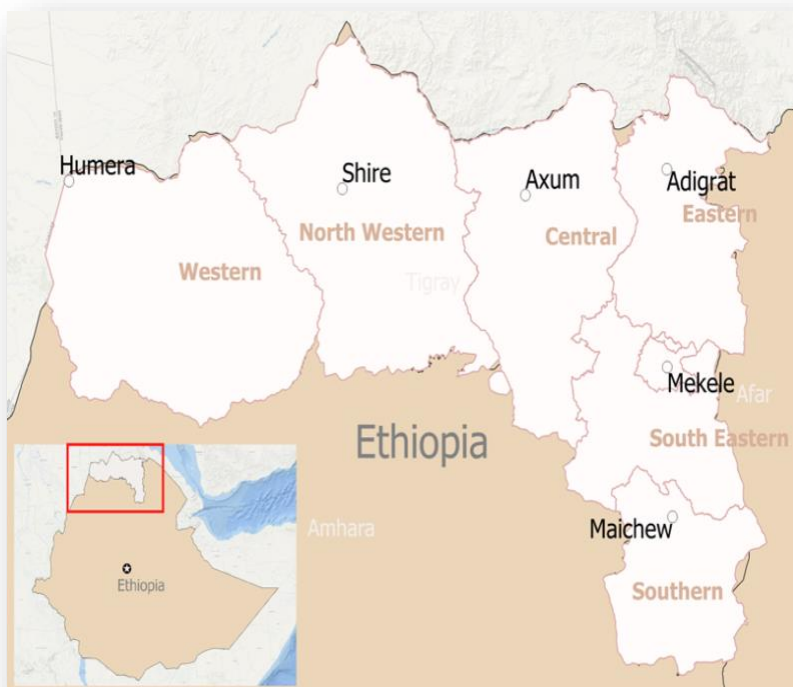 Humera
Shire
Axum
Adigrat
Eastern
North Western
Central
Western
Tigray
Mekele
Afar
South Eastern
Ethiopia
Amhara
Maichew
Southern
Ethiopia